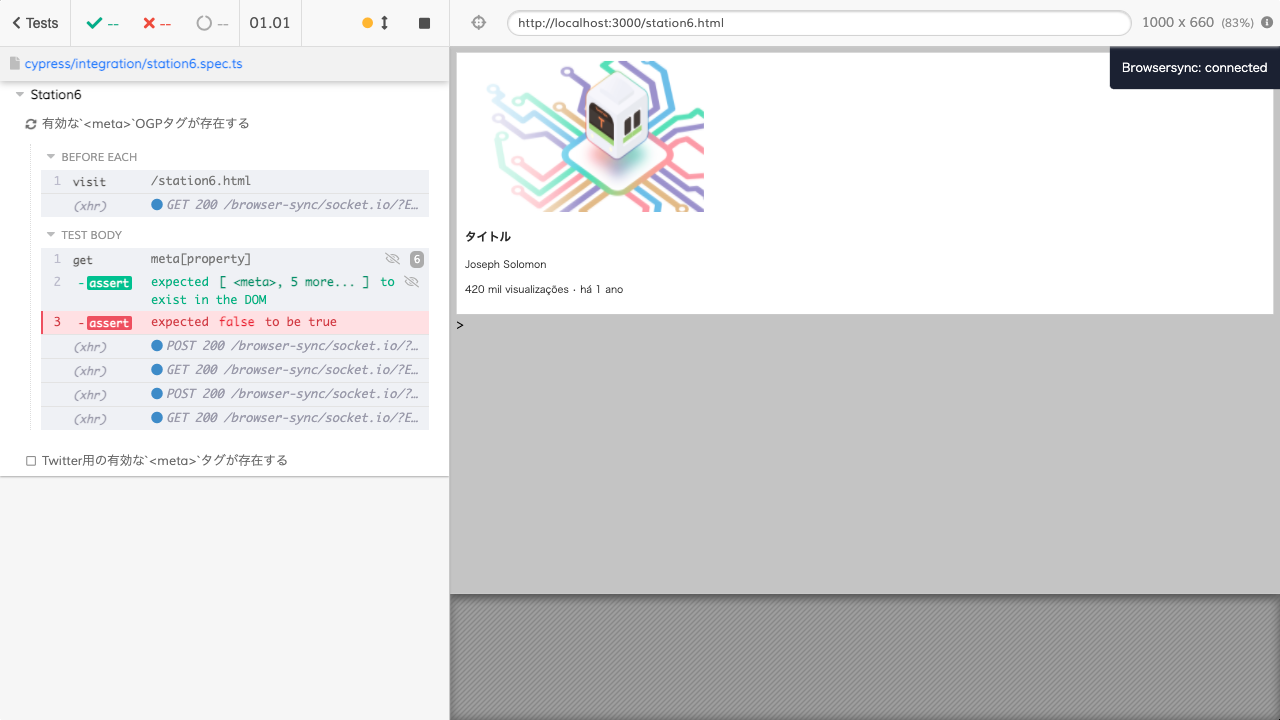 Tests
--
--
--
01.01
http://localhost:3000/station6.html
1000 x 660 (83%)
cypress/integration/station6.spec.ts
Browsersync: connected
Station6
有効な`<meta>`OGPタグが存在する
BEFORE EACH
1 visit /station6.html
(xhr) GET 200 /browser-sync/socket.io/?E…
TEST BODY
1 get meta[property] 6
2 -assert expected [ <meta>, 5 more... ] to
exist in the DOM
3 -assert expected false to be true
(xhr) POST 200 /browser-sync/socket.io/?…
(xhr) GET 200 /browser-sync/socket.io/?E…
(xhr) POST 200 /browser-sync/socket.io/?…
(xhr) GET 200 /browser-sync/socket.io/?E…
Twitter用の有効な`<meta>`タグが存在する
T
タイトル
Joseph Solomon
420 mil visualizações · há 1 ano
>